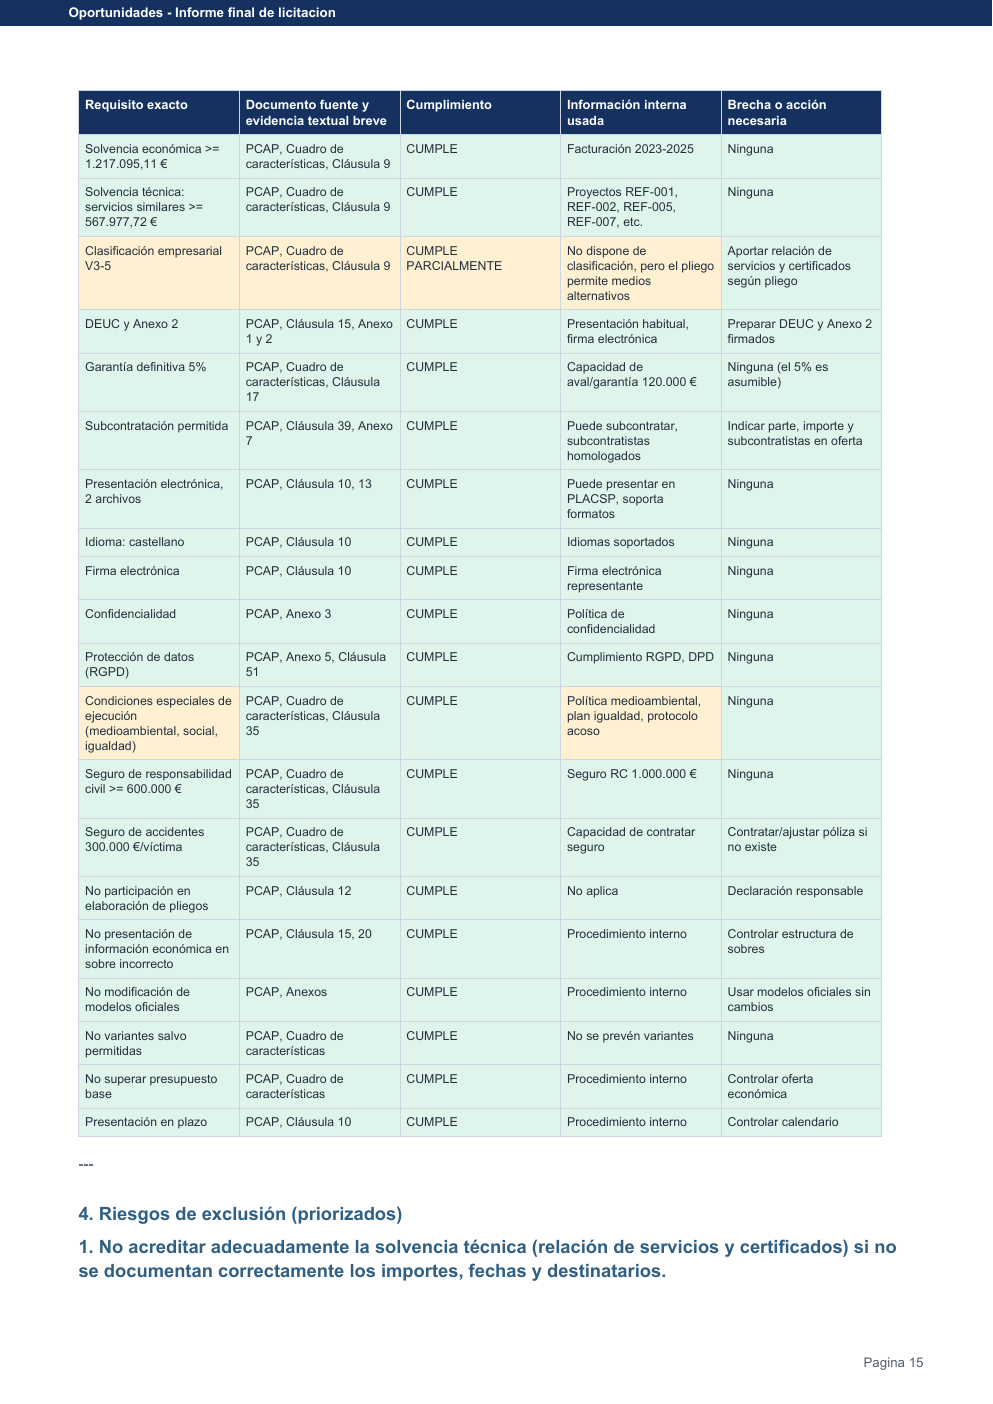 Oportunidades - Informe final de licitacion
Requisito exacto
Documento fuente y
evidencia textual breve
Cumplimiento
Información interna
usada
Brecha o acción
necesaria
Solvencia económica >=
1.217.095,11 €
PCAP, Cuadro de
características, Cláusula 9
CUMPLE
Facturación 2023-2025
Ninguna
Solvencia técnica:
servicios similares >=
567.977,72 €
PCAP, Cuadro de
características, Cláusula 9
CUMPLE
Proyectos REF-001,
REF-002, REF-005,
REF-007, etc.
Ninguna
Clasificación empresarial
V3-5
PCAP, Cuadro de
características, Cláusula 9
CUMPLE
PARCIALMENTE
No dispone de
clasificación, pero el pliego
permite medios
alternativos
Aportar relación de
servicios y certificados
según pliego
DEUC y Anexo 2
PCAP, Cláusula 15, Anexo
1 y 2
CUMPLE
Presentación habitual,
firma electrónica
Preparar DEUC y Anexo 2
firmados
Garantía definitiva 5%
PCAP, Cuadro de
características, Cláusula
17
CUMPLE
Capacidad de
aval/garantía 120.000 €
Ninguna (el 5% es
asumible)
Subcontratación permitida
PCAP, Cláusula 39, Anexo
7
CUMPLE
Puede subcontratar,
subcontratistas
homologados
Indicar parte, importe y
subcontratistas en oferta
Presentación electrónica,
2 archivos
PCAP, Cláusula 10, 13
CUMPLE
Puede presentar en
PLACSP, soporta
formatos
Ninguna
Idioma: castellano
PCAP, Cláusula 10
CUMPLE
Idiomas soportados
Ninguna
Firma electrónica
PCAP, Cláusula 10
CUMPLE
Firma electrónica
representante
Ninguna
Confidencialidad
PCAP, Anexo 3
CUMPLE
Política de
confidencialidad
Ninguna
Protección de datos
(RGPD)
PCAP, Anexo 5, Cláusula
51
CUMPLE
Cumplimiento RGPD, DPD
Ninguna
Condiciones especiales de
ejecución
(medioambiental, social,
igualdad)
PCAP, Cuadro de
características, Cláusula
35
CUMPLE
Política medioambiental,
plan igualdad, protocolo
acoso
Ninguna
Seguro de responsabilidad
civil >= 600.000 €
PCAP, Cuadro de
características, Cláusula
35
CUMPLE
Seguro RC 1.000.000 €
Ninguna
Seguro de accidentes
300.000 €/víctima
PCAP, Cuadro de
características, Cláusula
35
CUMPLE
Capacidad de contratar
seguro
Contratar/ajustar póliza si
no existe
No participación en
elaboración de pliegos
PCAP, Cláusula 12
CUMPLE
No aplica
Declaración responsable
No presentación de
información económica en
sobre incorrecto
PCAP, Cláusula 15, 20
CUMPLE
Procedimiento interno
Controlar estructura de
sobres
No modificación de
modelos oficiales
PCAP, Anexos
CUMPLE
Procedimiento interno
Usar modelos oficiales sin
cambios
No variantes salvo
permitidas
PCAP, Cuadro de
características
CUMPLE
No se prevén variantes
Ninguna
No superar presupuesto
base
PCAP, Cuadro de
características
CUMPLE
Procedimiento interno
Controlar oferta
económica
Presentación en plazo
PCAP, Cláusula 10
CUMPLE
Procedimiento interno
Controlar calendario
---
4. Riesgos de exclusión (priorizados)
1. No acreditar adecuadamente la solvencia técnica (relación de servicios y certificados) si no
se documentan correctamente los importes, fechas y destinatarios.
Pagina 15